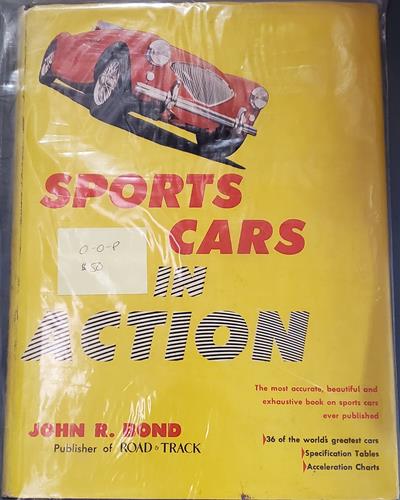 SPORTS
CARS
O-O-P
$50
IN
ACTION
The most accurate, beautiful and
exhaustive book on sports cars
ever published
JOHN R. BOND
Publisher of ROAD & TRACK
36 of the world's greatest cars
Specification Tables
Acceleration Charts